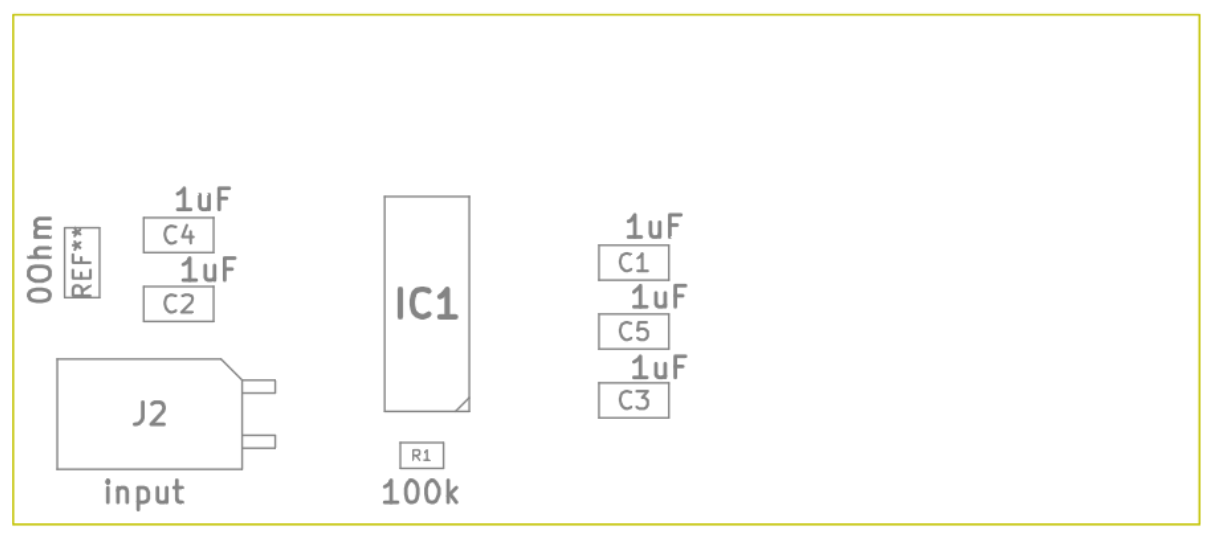 0Ohm
REF**
1uF
C4
1uF
C2
J2
input
IC1
R1
100k
1uF
C1
1uF
C5
1uF
C3